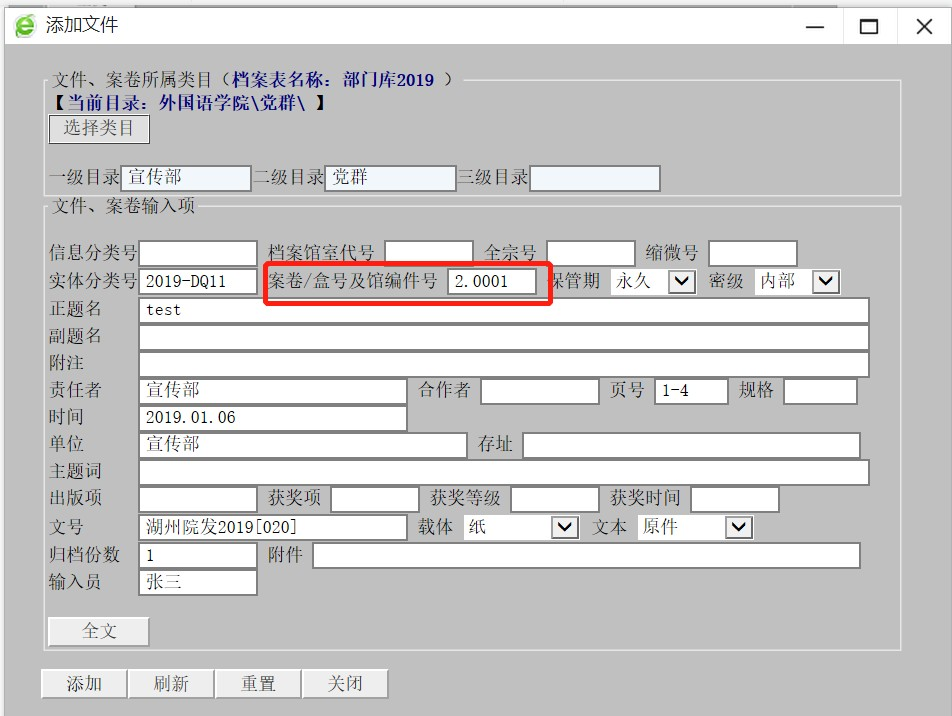 添加文件
文件、案卷所属类目（档案表名称：部门库2019 ）
【当前目录：外国语学院\党群\ 】
选择类目
一级目录 宣传部 二级目录 党群 三级目录
文件、案卷输入项
信息分类号 档案馆室代号 全宗号 缩微号
实体分类号 2019-DQ11 案卷/盒号及馆编件号 2.0001 保管期 永久 密级 内部
正题名 test
副题名
附注
责任者 宣传部 合作者 页号 1-4 规格
时间 2019.01.06
单位 宣传部 存址
主题词
出版项 获奖项 获奖等级 获奖时间
文号 湖州院发2019[020] 载体 纸 文本 原件
归档份数 1 附件
输入员 张三
全文
添加 刷新 重置 关闭